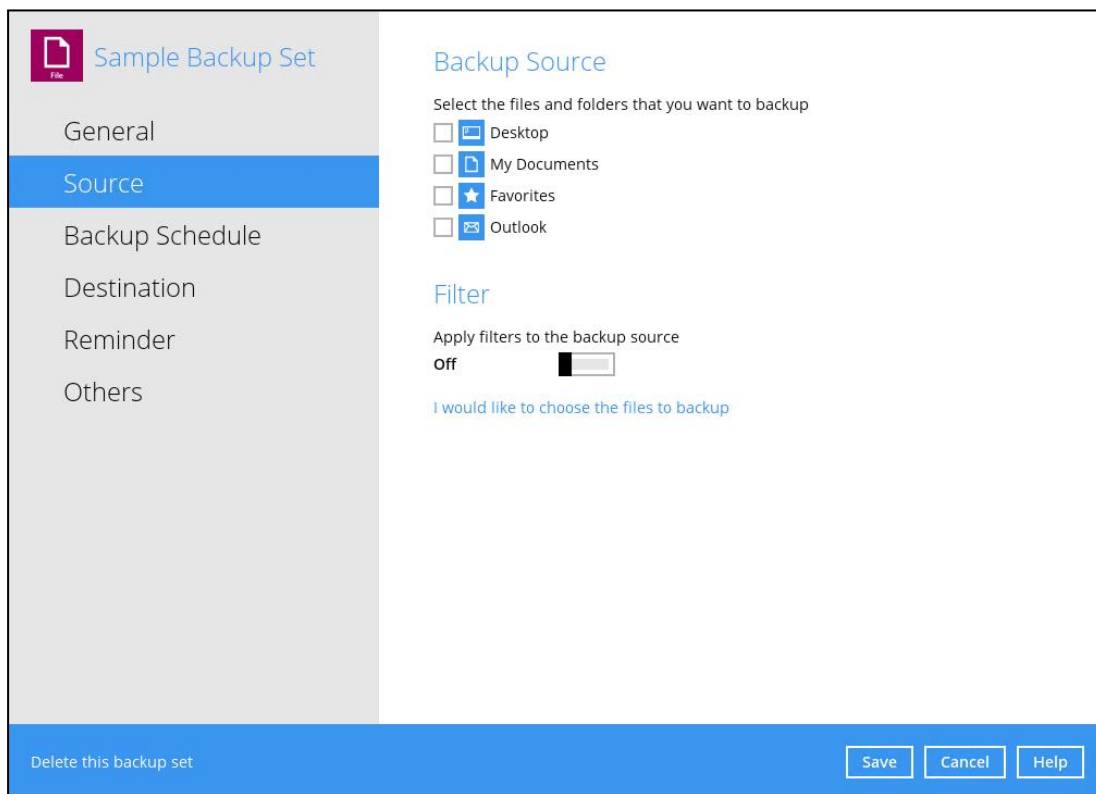 File
Sample Backup Set
General
Source
Backup Schedule
Destination
Reminder
Others
Backup Source
Select the files and folders that you want to backup
Desktop
My Documents
Favorites
Outlook
Filter
Apply filters to the backup source
Off
I would like to choose the files to backup
Delete this backup set
Save
Cancel
Help